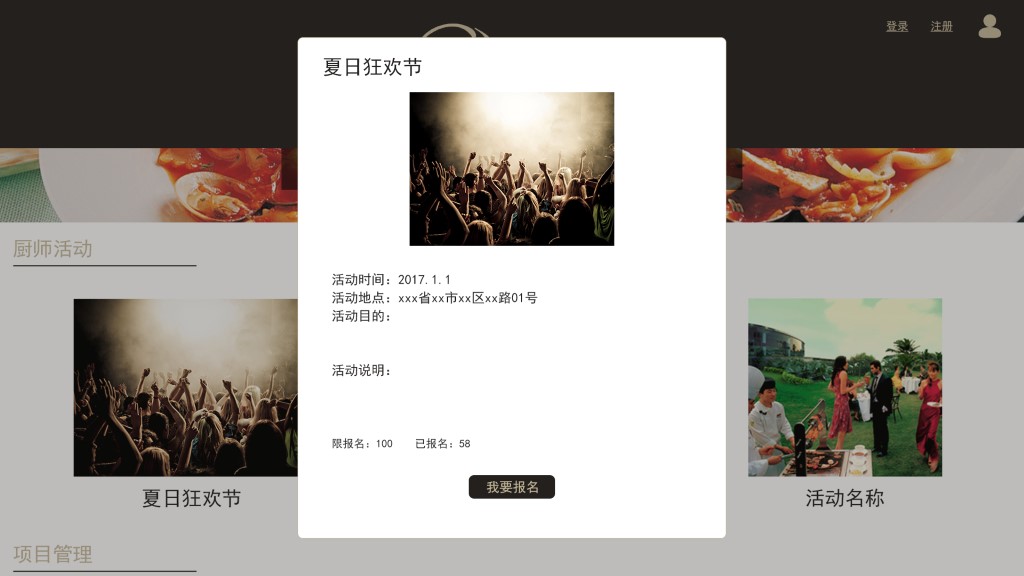 登录 注册
夏日狂欢节
活动时间：2017.1.1
活动地点：xxx省xx市xx区xx路01号
活动目的：
活动说明：
限报名：100 已报名：58
我要报名
厨师活动
夏日狂欢节
活动名称
项目管理